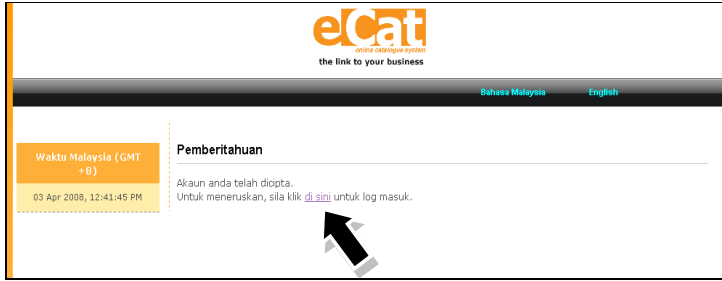 eCat
online catalogue system
the link to your business
Bahasa Malaysia English
Waktu Malaysia (GMT
+8)
03 Apr 2008, 12:41:45 PM
Pemberitahuan
Akaun anda telah dicipta.
Untuk meneruskan, sila klik di sini untuk log masuk.